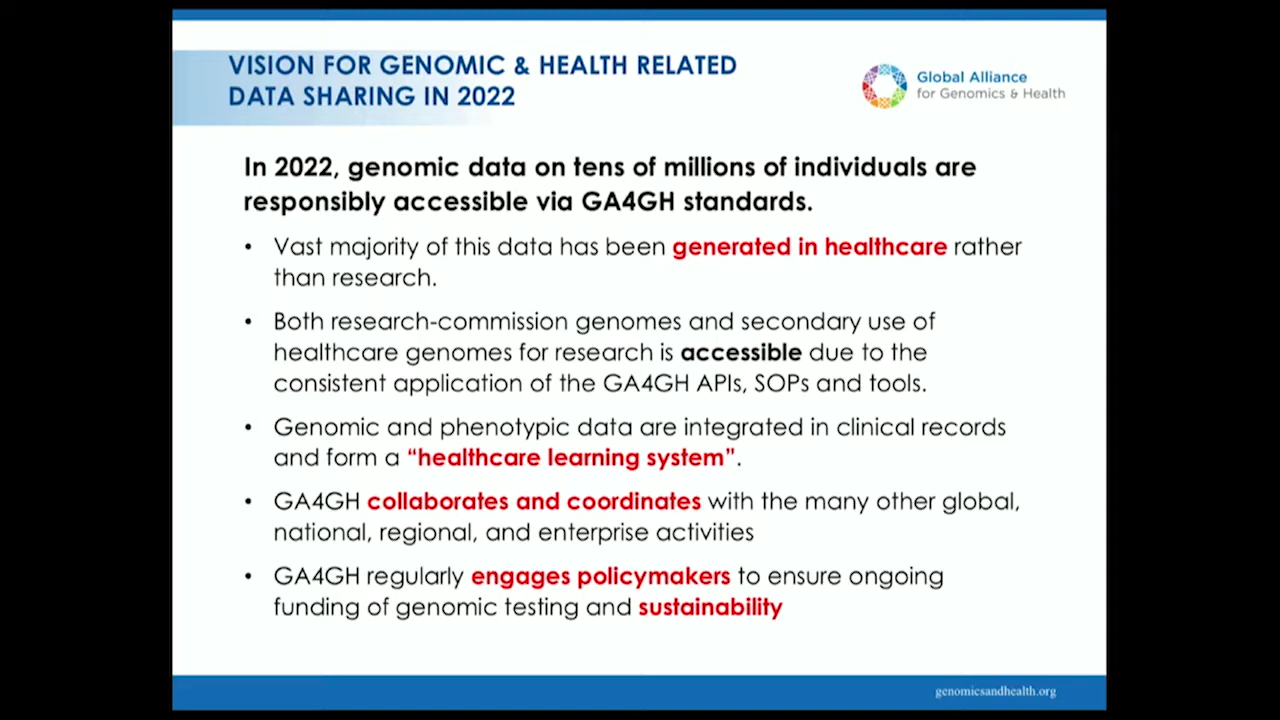 VISION FOR GENOMIC & HEALTH RELATED
DATA SHARING IN 2022
Global Alliance
for Genomics & Health
In 2022, genomic data on tens of millions of individuals are
responsibly accessible via GA4GH standards.
• Vast majority of this data has been generated in healthcare rather
than research.
• Both research-commission genomes and secondary use of
healthcare genomes for research is accessible due to the
consistent application of the GA4GH APIs, SOPs and tools.
• Genomic and phenotypic data are integrated in clinical records
and form a “healthcare learning system”.
• GA4GH collaborates and coordinates with the many other global,
national, regional, and enterprise activities
• GA4GH regularly engages policymakers to ensure ongoing
funding of genomic testing and sustainability
genomicsandhealth.org